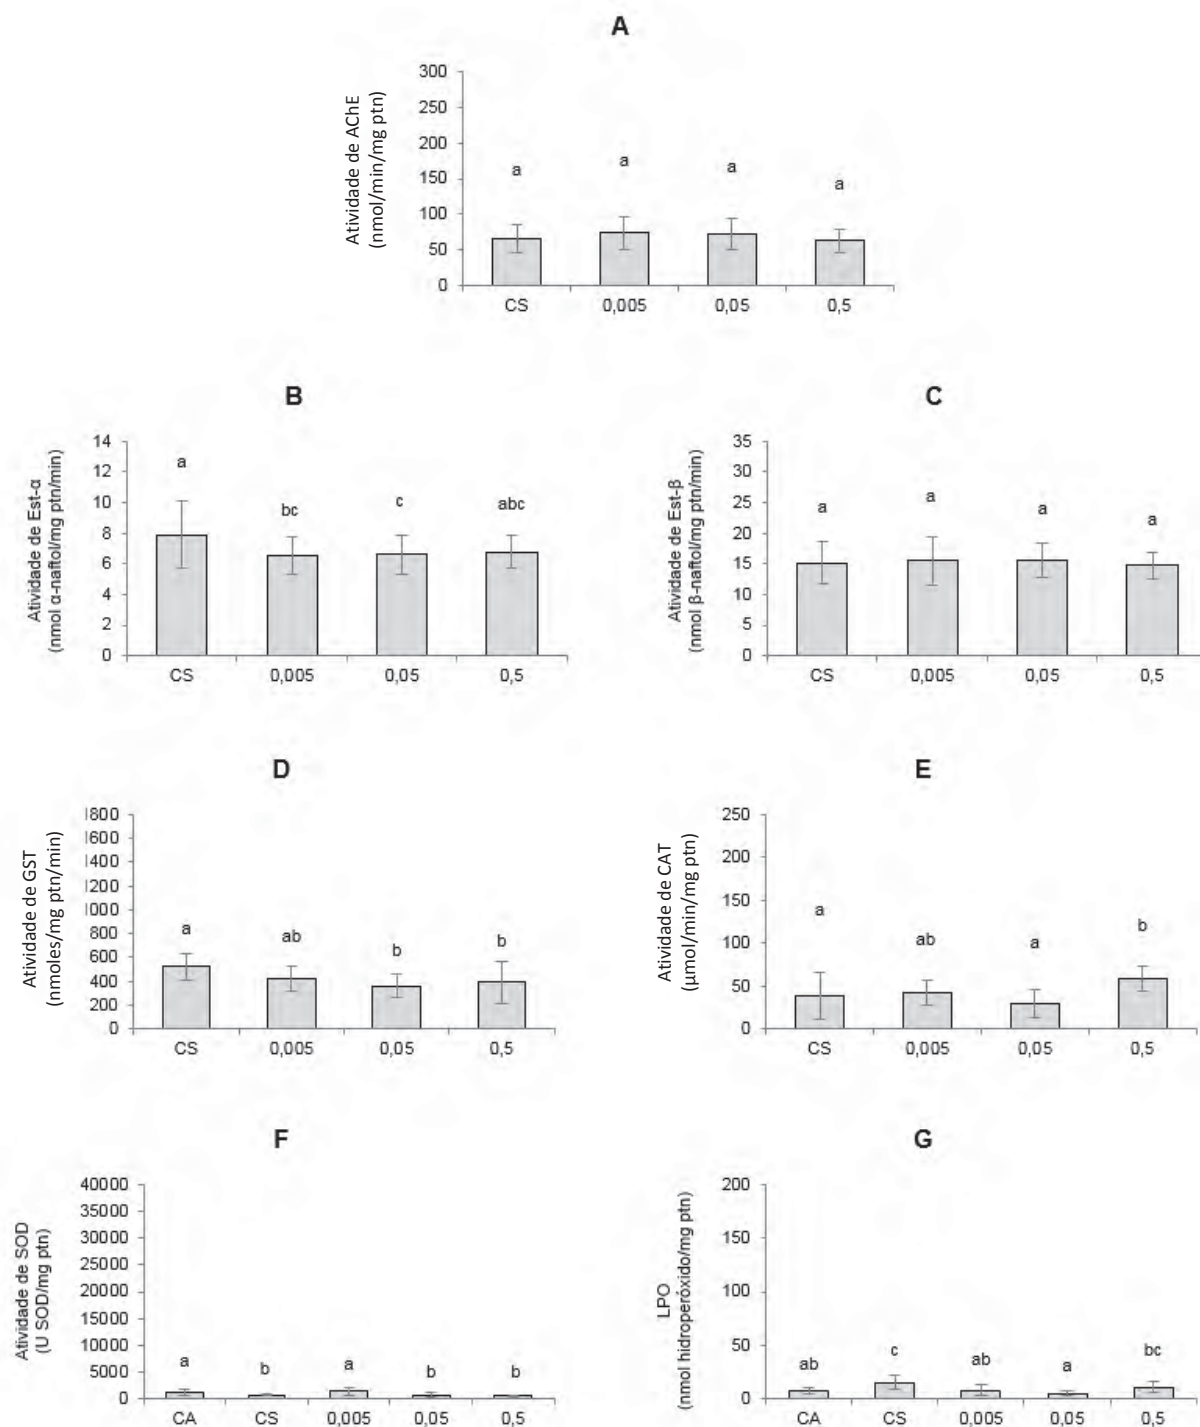 A
Atividade de AChE
(nmol/min/mg ptn)
300
250
200
150
100
50
0
a
a
a
a
CS 0,005 0,05 0,5
B
Atividade de Est-α
(nmol α-naftol/mg ptn/min)
14
12
10
8
6
4
2
0
a
bc
c
abc
CS 0,005 0,05 0,5
C
Atividade de Est-β
(nmol β-naftol/mg ptn/min)
35
30
25
20
15
10
5
0
a
a
a
a
CS 0,005 0,05 0,5
D
Atividade de GST
(nmoles/mg ptn/min)
1800
1600
1400
1200
1000
800
600
400
200
0
a
ab
b
b
CS 0,005 0,05 0,5
E
Atividade de CAT
(µmol/min/mg ptn)
250
200
150
100
50
0
a
ab
a
b
CS 0,005 0,05 0,5
F
Atividade de SOD
(U SOD/mg ptn)
40000
35000
30000
25000
20000
15000
10000
5000
0
a
b
a
b
b
CA CS 0,005 0,05 0,5
G
LPO
(nmol hidroperóxido/mg ptn)
200
150
100
50
0
ab
c
ab
a
bc
CA CS 0,005 0,05 0,5